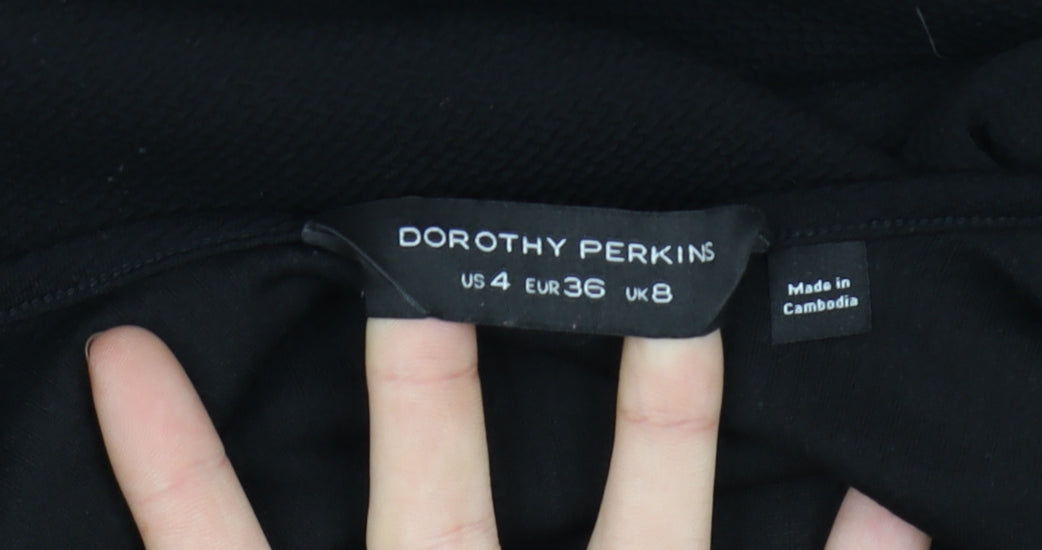 DOROTHY PERKINS
US 4 EUR 36 UK 8
Made in
Cambodia